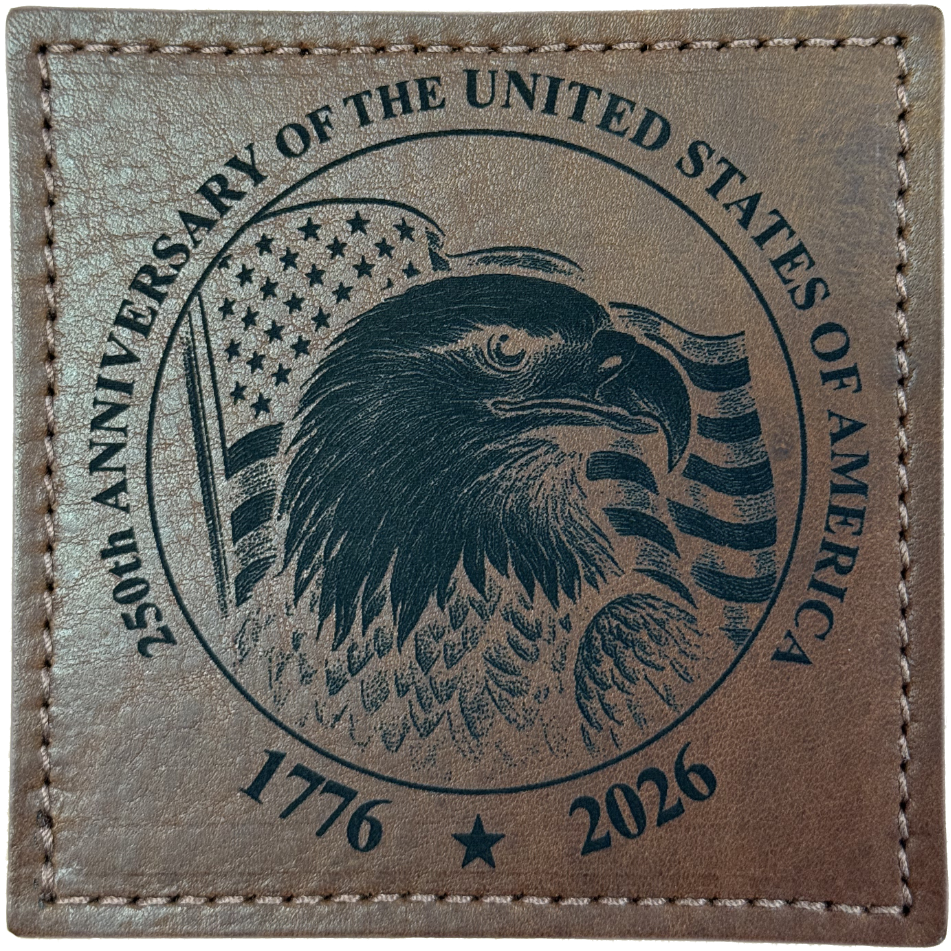 250th ANNIVERSARY OF THE UNITED STATES OF AMERICA
1776 ★ 2026